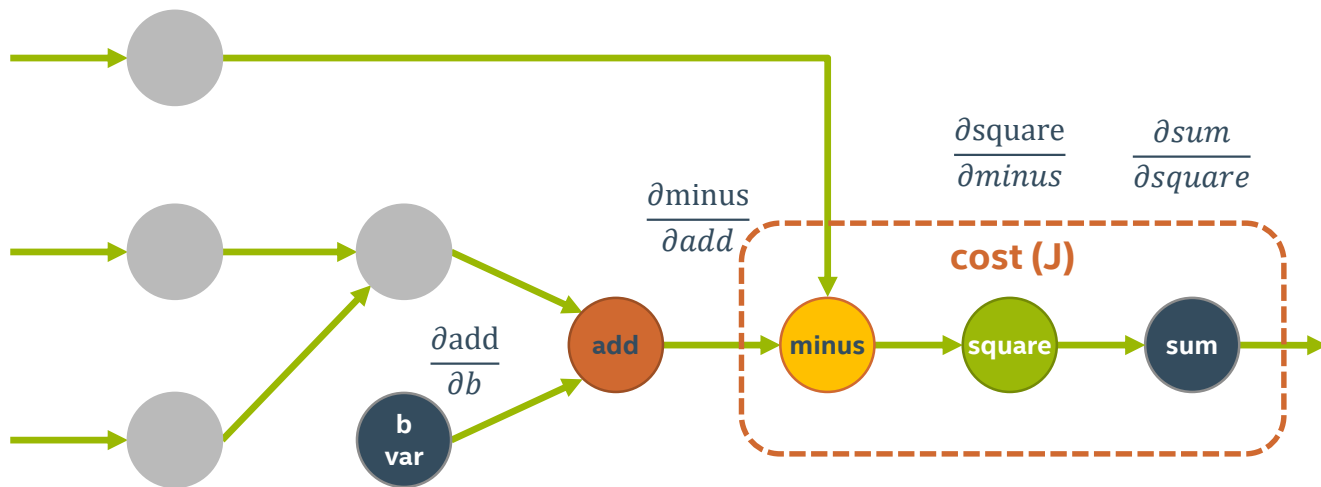 ∂square
∂minus
∂sum
∂square
∂minus
∂add
cost (J)
add
minus
square
sum
∂add
∂b
b
var